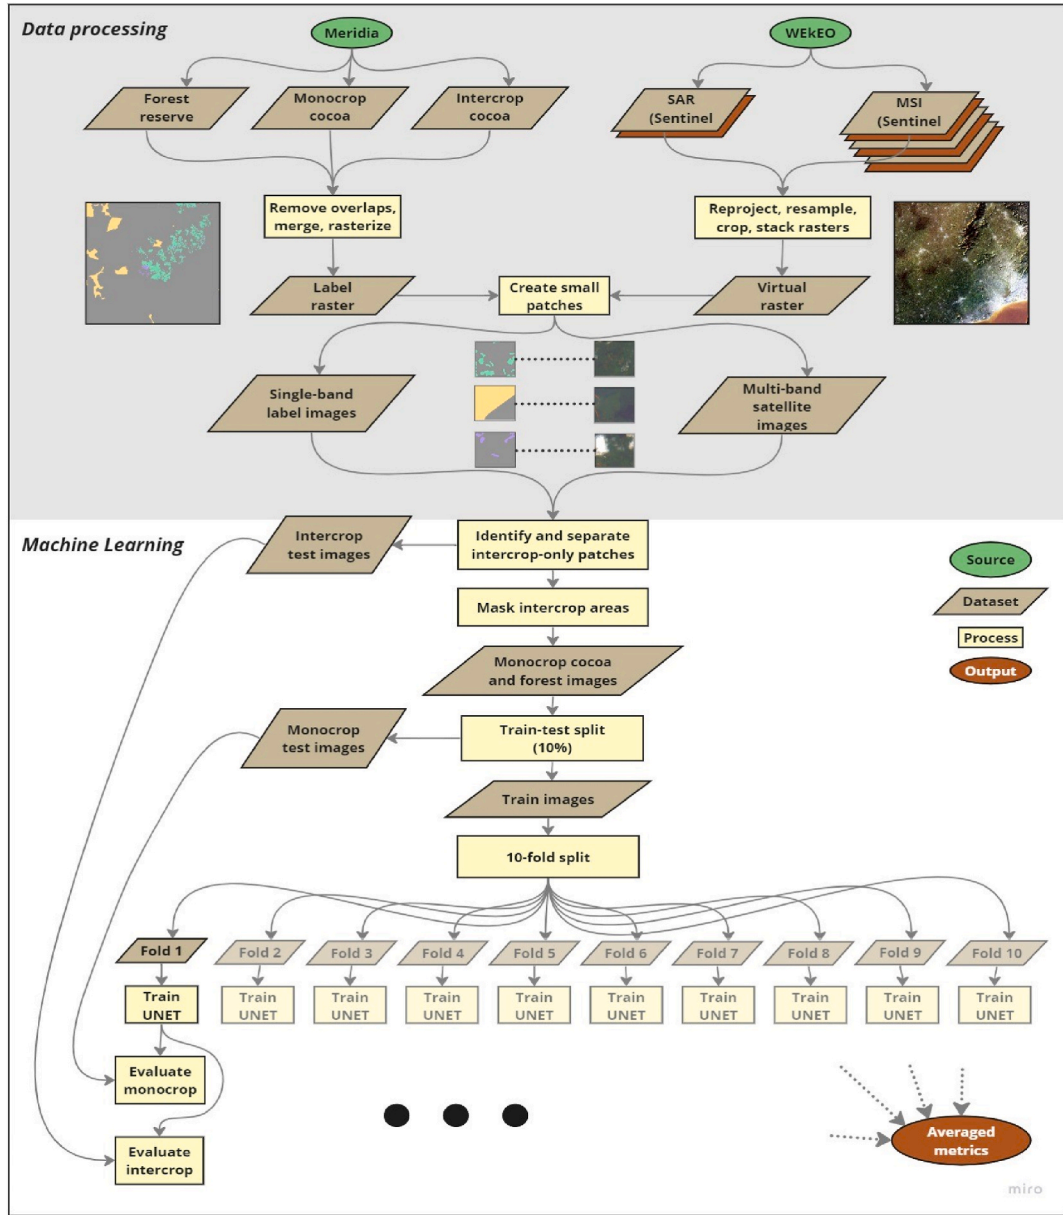 Data processing
Meridia
WEkEO
Forest
reserve
Monocrop
cocoa
Intercrop
cocoa
SAR
(Sentinel
MSI
(Sentinel
Remove overlaps,
merge, rasterize
Reproject, resample,
crop, stack rasters
Label
raster
Create small
patches
Virtual
raster
Single-band
label images
Multi-band
satellite
images
Machine Learning
Intercrop
test images
Identify and separate
intercrop-only patches
Source
Dataset
Process
Output
Mask intercrop areas
Monocrop cocoa
and forest images
Monocrop
test images
Train-test split
(10%)
Train images
10-fold split
Fold 1
Fold 2
Fold 3
Fold 4
Fold 5
Fold 6
Fold 7
Fold 8
Fold 9
Fold 10
Train
UNET
Train
UNET
Train
UNET
Train
UNET
Train
UNET
Train
UNET
Train
UNET
Train
UNET
Train
UNET
Train
UNET
Evaluate
monocrop
Evaluate
intercrop
Averaged
metrics
miro